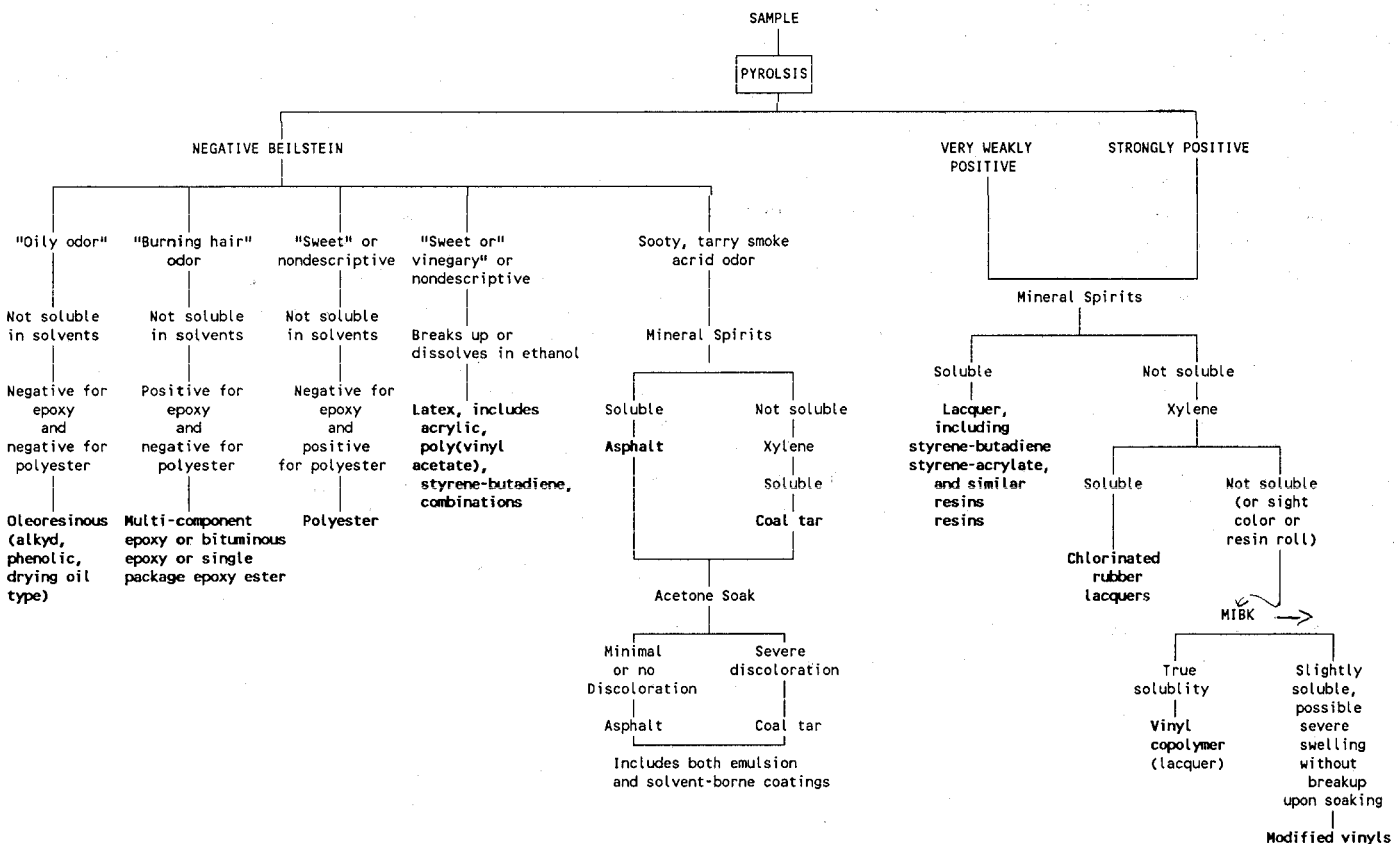 SAMPLE
PYROLSIS
NEGATIVE BEILSTEIN
VERY WEAKLY
POSITIVE
STRONGLY POSITIVE
"Oily odor"
Not soluble
in solvents
Negative for
epoxy
and
negative for
polyester
Oleoresinous
(alkyd,
phenolic,
drying oil
type)
"Burning hair"
odor
Not soluble
in solvents
Positive for
epoxy
and
negative for
polyester
Multi-component
epoxy or bituminous
epoxy or single
package epoxy ester
"Sweet" or
nondescriptive
Not soluble
in solvents
Negative for
epoxy
and
positive
for polyester
Polyester
"Sweet or"
vinegary" or
nondescriptive
Breaks up or
dissolves in ethanol
Latex, includes
acrylic,
poly(vinyl
acetate),
styrene-butadiene,
combinations
Sooty, tarry smoke
acrid odor
Mineral Spirits
Soluble
Asphalt
Not soluble
Xylene
Soluble
Coal tar
Acetone Soak
Minimal
or no
Discoloration
Asphalt
Severe
discoloration
Coal tar
Includes both emulsion
and solvent-borne coatings
Mineral Spirits
Soluble
Lacquer,
including
styrene-butadiene
styrene-acrylate,
and similar
resins
resins
Not soluble
Xylene
Soluble
Chlorinated
rubber
lacquers
Not soluble
(or sight
color or
resin roll)
MIBK
True
solublity
Vinyl
copolymer
(lacquer)
Slightly
soluble,
possible
severe
swelling
without
breakup
upon soaking
Modified vinyls